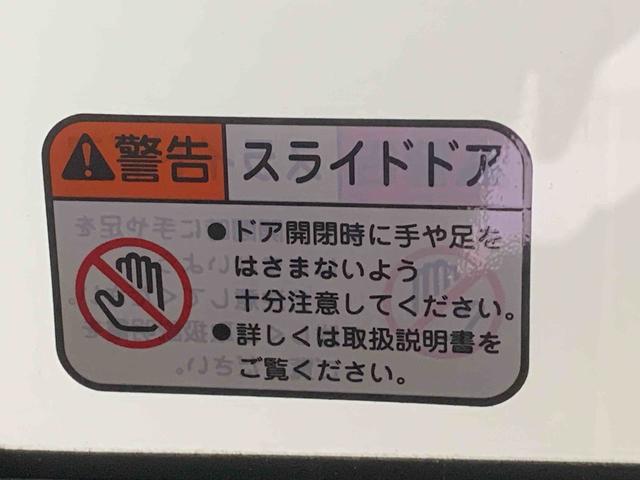 警告 スライドドア
●ドア開閉時に手や足を
はさまないよう
十分注意してください。
●詳しくは取扱説明書を
ご覧ください。